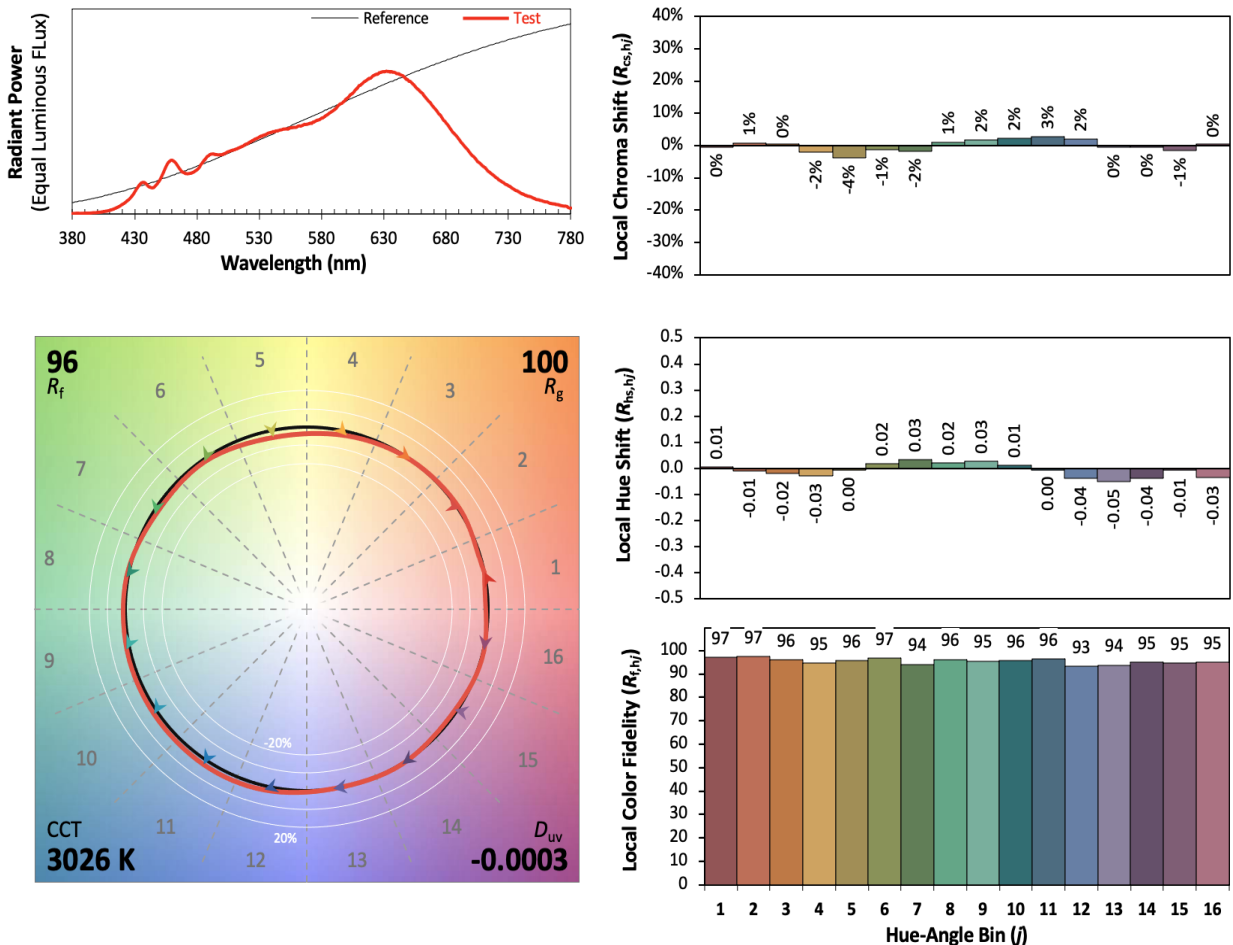 Reference Test
Radiant Power
(Equal Luminous FLux)
380 430 480 530 580 630 680 730 780
Wavelength (nm)
Local Chroma Shift (Rcs,hj)
40%
30%
20%
10%
0%
-10%
-20%
-30%
-40%
0% 1% 0% -2% -4% -1% -2% 1% 2% 2% 3% 2% 0% 0% -1% 0%
96
Rf
100
Rg
5 4
6 3
7 2
8 1
9 16
10 15
11 14
12 13
-20%
20%
CCT
3026 K
Duv
-0.0003
Local Hue Shift (Rhs,hj)
0.5
0.4
0.3
0.2
0.1
0.0
-0.1
-0.2
-0.3
-0.4
-0.5
0.01 -0.01 -0.02 -0.03 0.00 0.02 0.03 0.02 0.03 0.01 0.00 -0.04 -0.05 -0.04 -0.01 -0.03
Local Color Fidelity (Rf,hj)
100
90
80
70
60
50
40
30
20
10
0
97 97 96 95 96 97 94 96 95 96 96 93 94 95 95 95
1 2 3 4 5 6 7 8 9 10 11 12 13 14 15 16
Hue-Angle Bin (j)